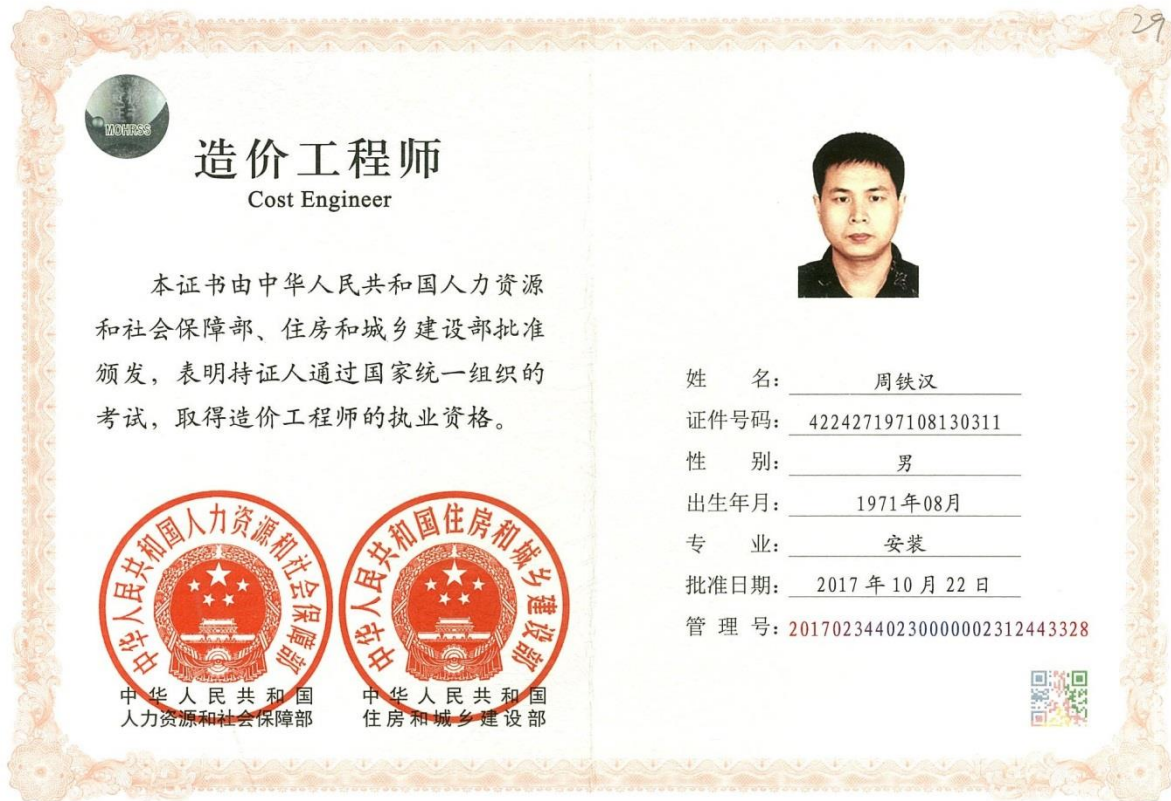 29
MOHRSS
造价工程师
Cost Engineer
本证书由中华人民共和国人力资源
和社会保障部、住房和城乡建设部批准
颁发，表明持证人通过国家统一组织的
考试，取得造价工程师的执业资格。
中华人民共和国人力资源和社会保障部
中华人民共和国住房和城乡建设部
中华人民共和国
人力资源和社会保障部
中华人民共和国
住房和城乡建设部
姓 名：周铁汉
证件号码：422427197108130311
性 别：男
出生年月：1971年08月
专 业：安装
批准日期：2017 年 10 月 22 日
管 理 号：2017023440230000002312443328